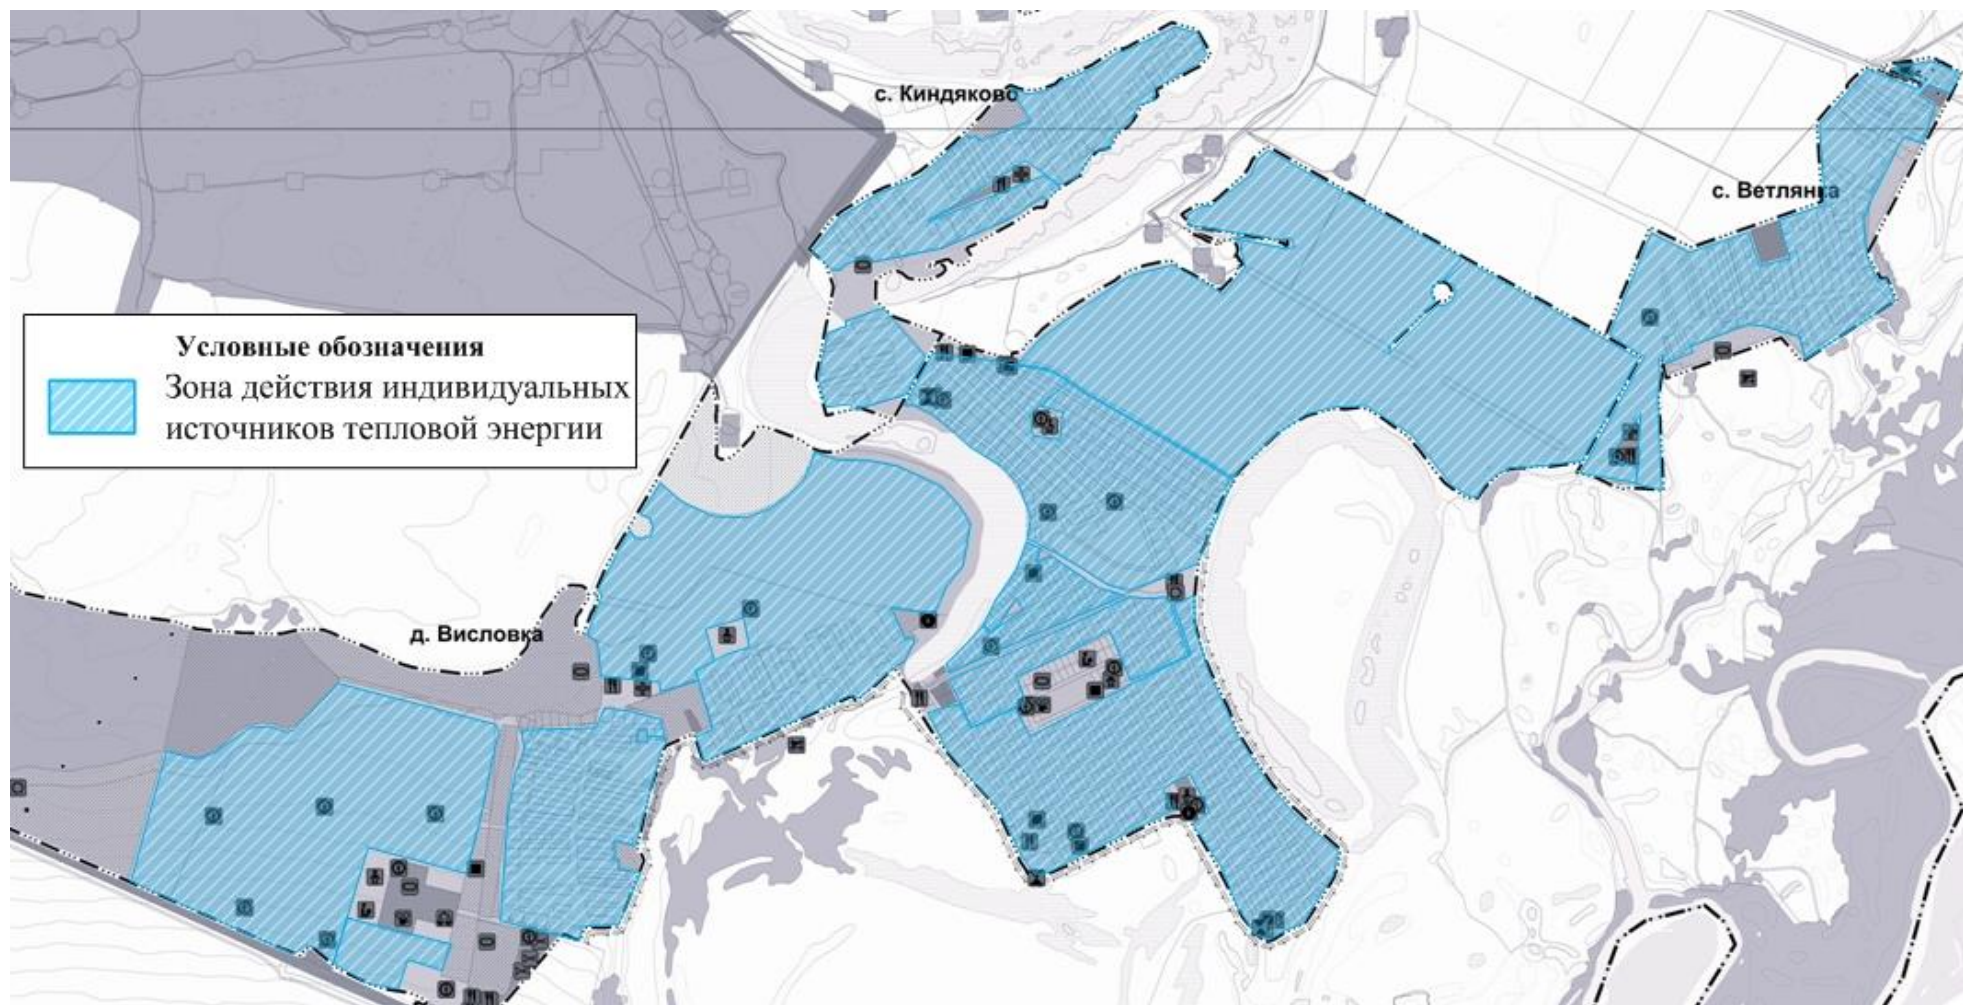 с. Киндяково
с. Ветлянка
Условные обозначения
Зона действия индивидуальных
источников тепловой энергии
д. Висловка